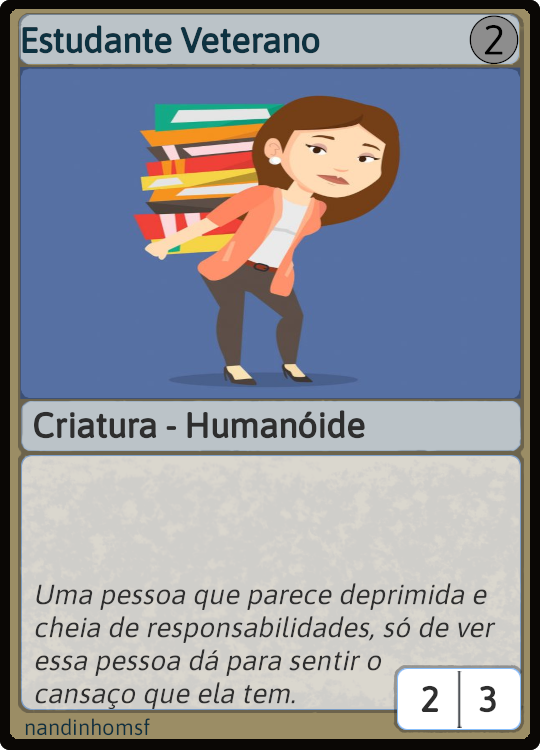 Estudante Veterano
2
Criatura - Humanóide
Uma pessoa que parece deprimida e
cheia de responsabilidades, só de ver
essa pessoa dá para sentir o
cansaço que ela tem.
2 3
nandinhomsf